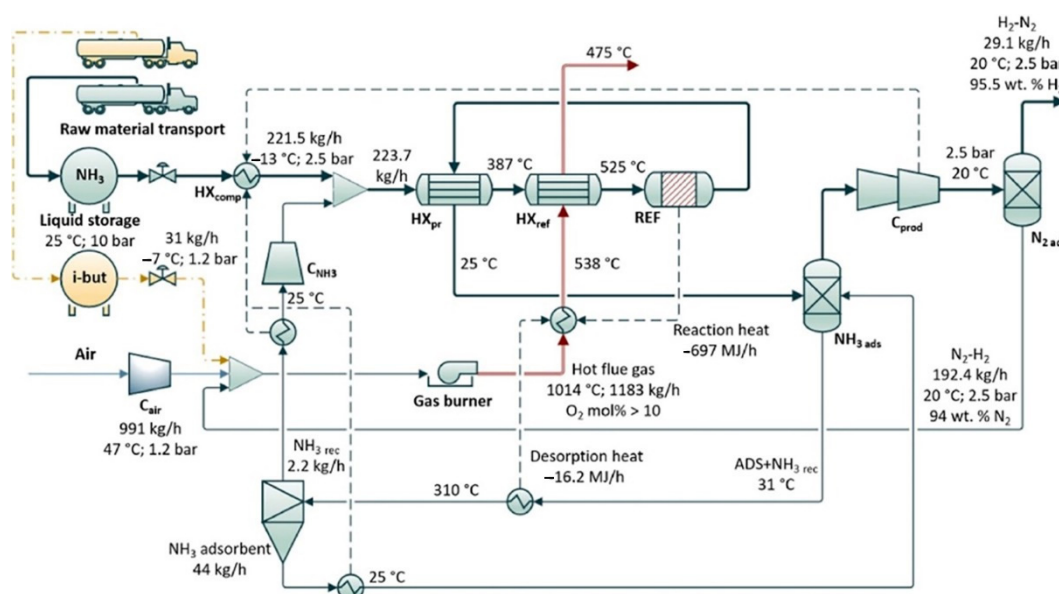 H2-N2
29.1 kg/h
20 °C; 2.5 bar
95.5 wt. % H
475 °C
Raw material transport
221.5 kg/h
–13 °C; 2.5 bar
223.7
kg/h
387 °C
525 °C
2.5 bar
20 °C
NH3
HXcomp
HXpr
HXref
REF
Cprod
N2 ad
Liquid storage
25 °C; 10 bar
31 kg/h
–7 °C; 1.2 bar
i-but
CNH3
25 °C
25 °C
538 °C
NH3 ads
Reaction heat
-697 MJ/h
Air
Cair
991 kg/h
47 °C; 1.2 bar
Gas burner
Hot flue gas
1014 °C; 1183 kg/h
O2 mol% > 10
N2-H2
192.4 kg/h
20 °C; 2.5 bar
94 wt. % N2
NH3 rec
2.2 kg/h
Desorption heat
–16.2 MJ/h
ADS+NH3 rec
31 °C
310 °C
NH3 adsorbent
44 kg/h
25 °C